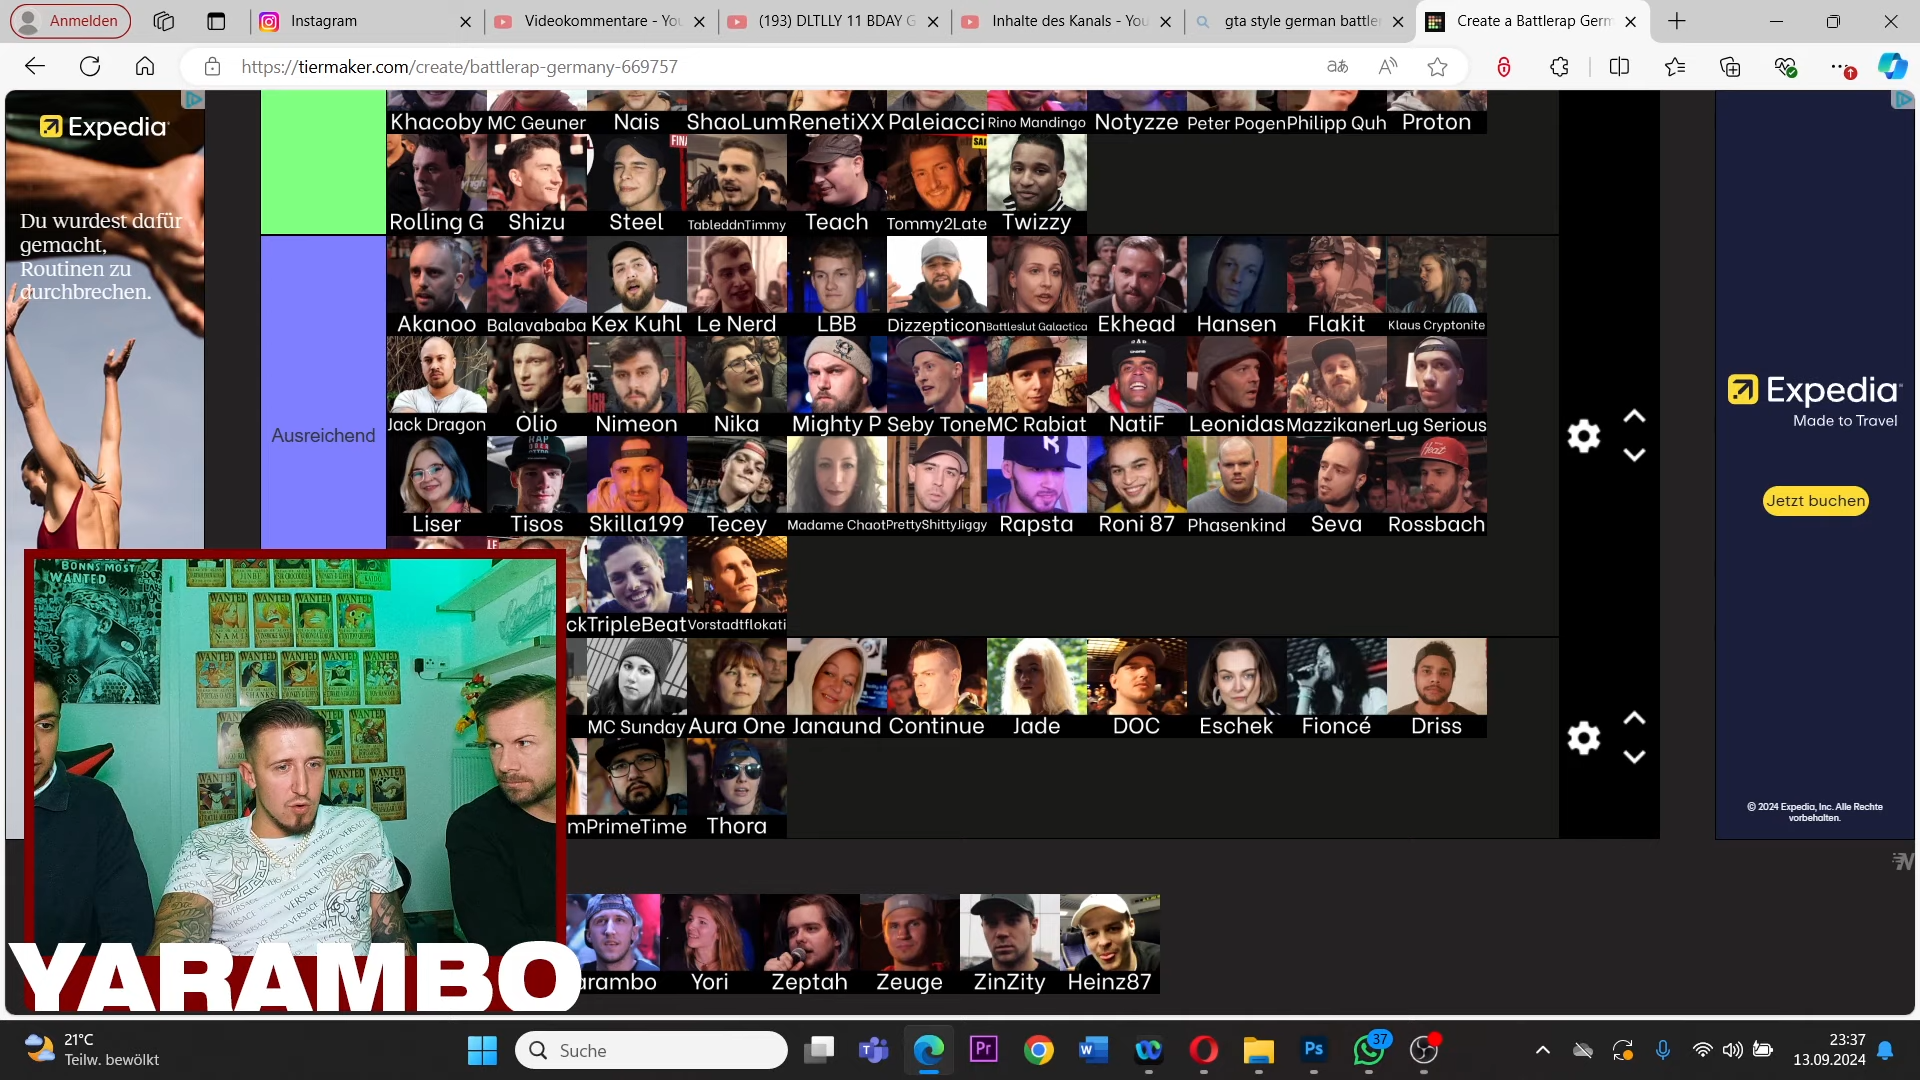 Anmelden
Instagram
Videokommentare - You
(193) DLTLLY 11 BDAY G
Inhalte des Kanals - You
gta style german battler
Create a Battlerap Germ
https://tiermaker.com/create/battlerap-germany-669757
Expedia
Du wurdest dafür
gemacht,
Routinen zu
durchbrechen.
Khacoby MC Geuner Nais ShaoLum RenetiXX Paleiacci Rino Mandingo Notyzze Peter Pogen Philipp Quh Proton
Rolling G Shizu Steel TableddnTimmy Teach Tommy2Late Twizzy
Ausreichend
Akanoo Balavababa Kex Kuhl Le Nerd LBB Dizzepticon Battleslut Galactica Ekhead Hansen Flakit Klaus Cryptonite
Jack Dragon Olio Nimeon Nika Mighty P Seby Tone MC Rabiat NatiF Leonidas Mazzikaner Lug Serious
Liser Tisos Skilla199 Tecey Madame Chaot PrettyShittyJiggy Rapsta Roni 87 Phasenkind Seva Rossbach
ck TripleBeat Vorstadtflokati
MC Sunday Aura One Janaund Continue Jade DOC Eschek Fioncé Driss
m PrimeTime Thora
arambo Yori Zeptah Zeuge ZinZity Heinz87
Expedia
Made to Travel
Jetzt buchen
© 2024 Expedia, Inc. Alle Rechte
vorbehalten.
BONNS MOST
WANTED
YARAMBO
21°C
Teilw. bewölkt
Suche
37
23:37
13.09.2024